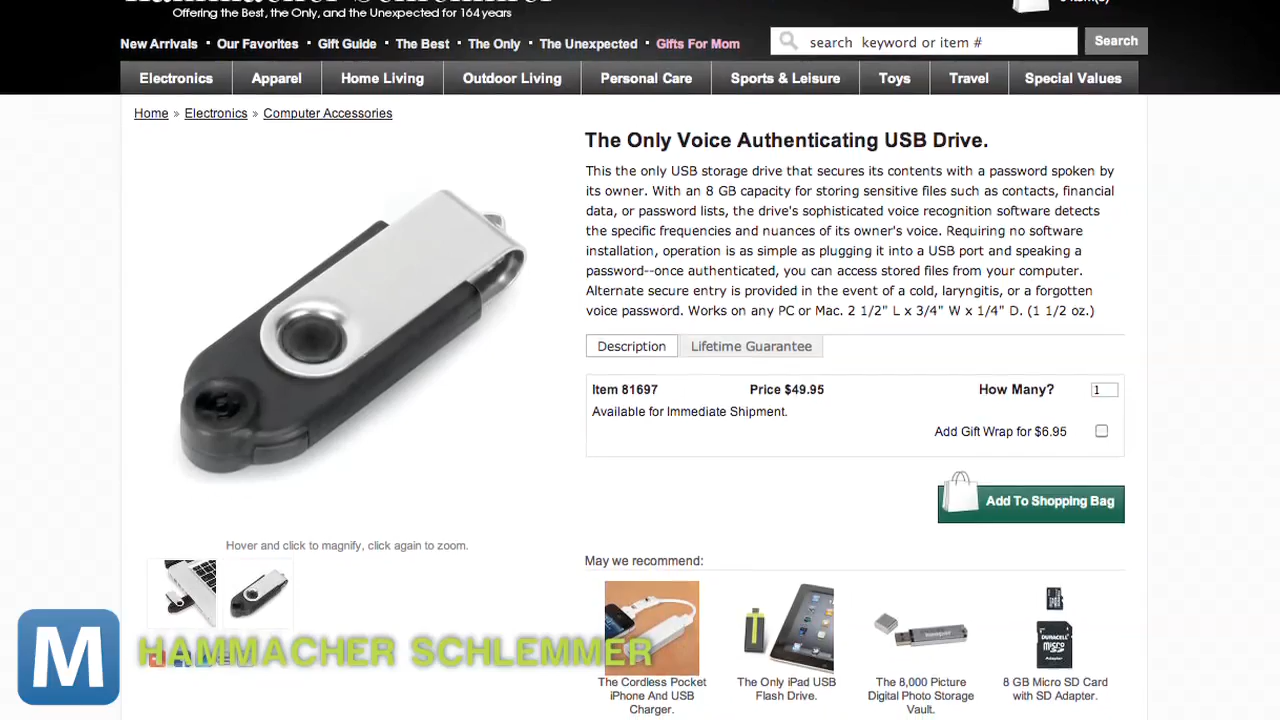 Offering the Best, the Only, and the Unexpected for 164 years
New Arrivals • Our Favorites • Gift Guide • The Best • The Only • The Unexpected • Gifts For Mom
search keyword or item #
Search
Electronics
Apparel
Home Living
Outdoor Living
Personal Care
Sports & Leisure
Toys
Travel
Special Values
Home » Electronics » Computer Accessories
The Only Voice Authenticating USB Drive.
This the only USB storage drive that secures its contents with a password spoken by
its owner. With an 8 GB capacity for storing sensitive files such as contacts, financial
data, or password lists, the drive's sophisticated voice recognition software detects
the specific frequencies and nuances of its owner's voice. Requiring no software
installation, operation is as simple as plugging it into a USB port and speaking a
password--once authenticated, you can access stored files from your computer.
Alternate secure entry is provided in the event of a cold, laryngitis, or a forgotten
voice password. Works on any PC or Mac. 2 1/2" L x 3/4" W x 1/4" D. (1 1/2 oz.)
Description
Lifetime Guarantee
Item 81697
Price $49.95
How Many?
1
Available for Immediate Shipment.
Add Gift Wrap for $6.95
Add To Shopping Bag
Hover and click to magnify, click again to zoom.
May we recommend:
DURACELL
The Cordless Pocket
iPhone And USB
Charger.
The Only iPad USB
Flash Drive.
The 8,000 Picture
Digital Photo Storage
Vault.
8 GB Micro SD Card
with SD Adapter.
M
HAMMACHER SCHLEMMER